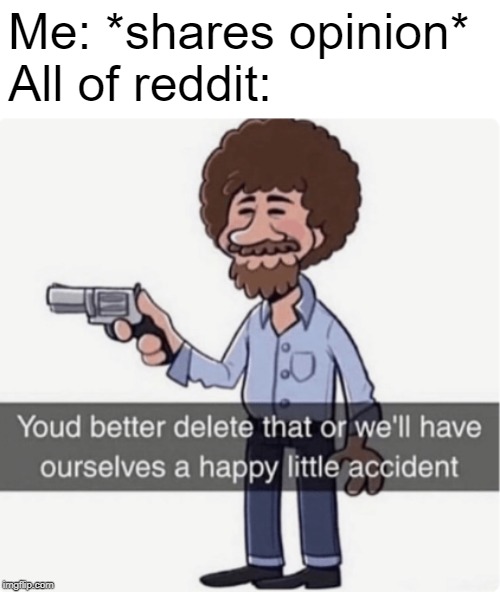 Me: *shares opinion*
All of reddit:
Youd better delete that or we'll have
ourselves a happy little accident
imgflip.com